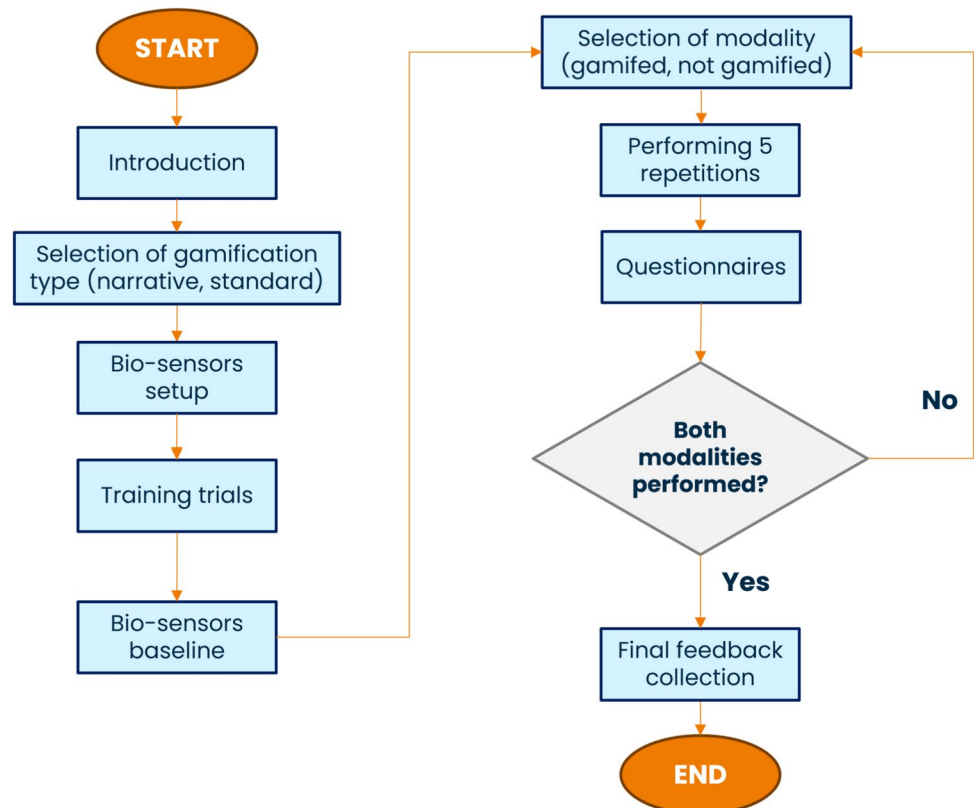 START
Introduction
Selection of gamification
type (narrative, standard)
Bio-sensors
setup
Training trials
Bio-sensors
baseline
Selection of modality
(gamifed, not gamified)
Performing 5
repetitions
Questionnaires
Both
modalities
performed?
No
Yes
Final feedback
collection
END